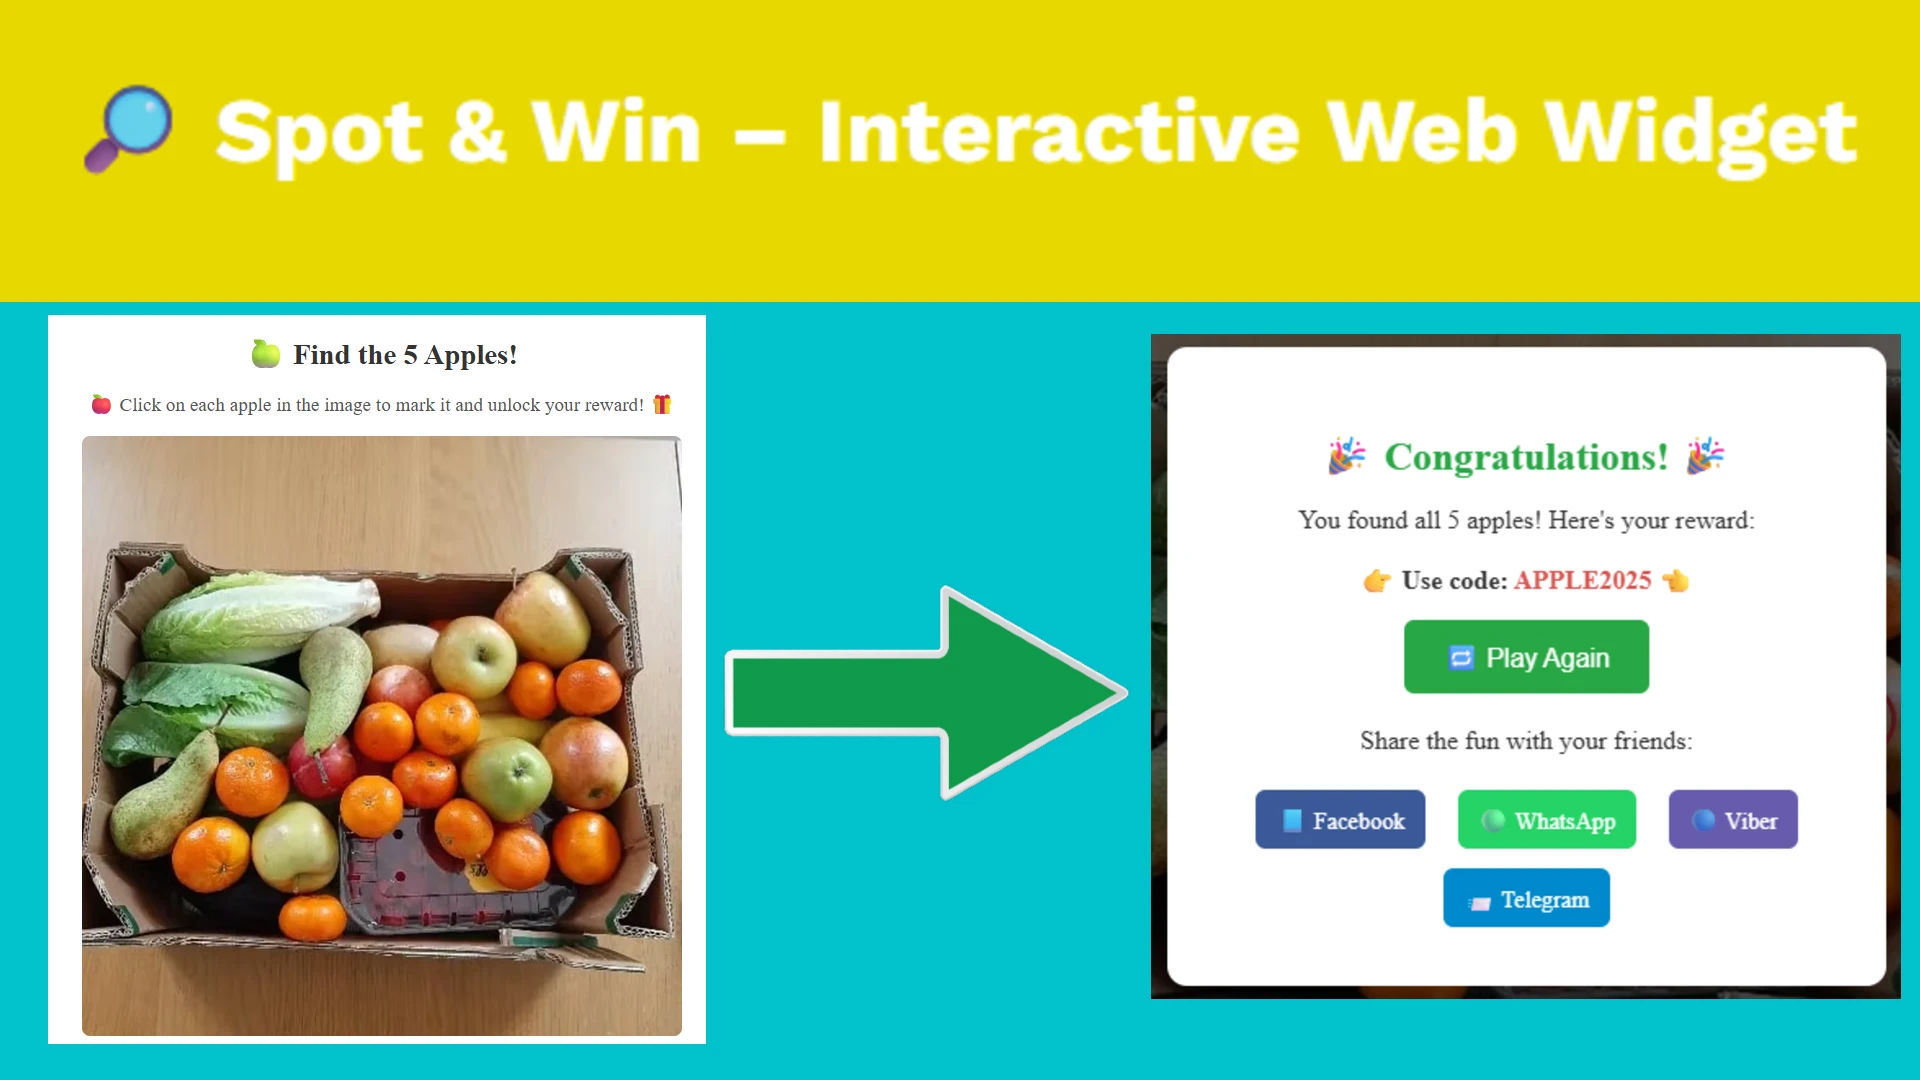 🔎 Spot & Win – Interactive Web Widget
🍏 Find the 5 Apples!
🍎 Click on each apple in the image to mark it and unlock your reward! 🎁
🎉 Congratulations! 🎉
You found all 5 apples! Here's your reward:
👉 Use code: APPLE2025 👈
🔁 Play Again
Share the fun with your friends:
📘 Facebook
🟢 WhatsApp
🔵 Viber
📨 Telegram